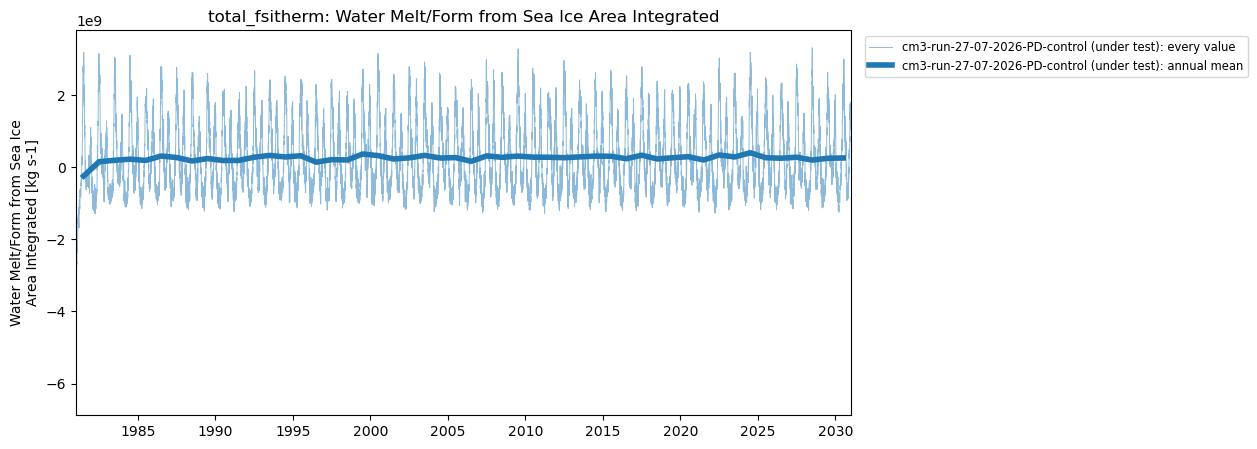 total_fsitherm: Water Melt/Form from Sea Ice Area Integrated
1e9
cm3-run-27-07-2026-PD-control (under test): every value
cm3-run-27-07-2026-PD-control (under test): annual mean
Water Melt/Form from Sea Ice
Area Integrated [kg s-1]
2
0
−2
−4
−6
1985
1990
1995
2000
2005
2010
2015
2020
2025
2030